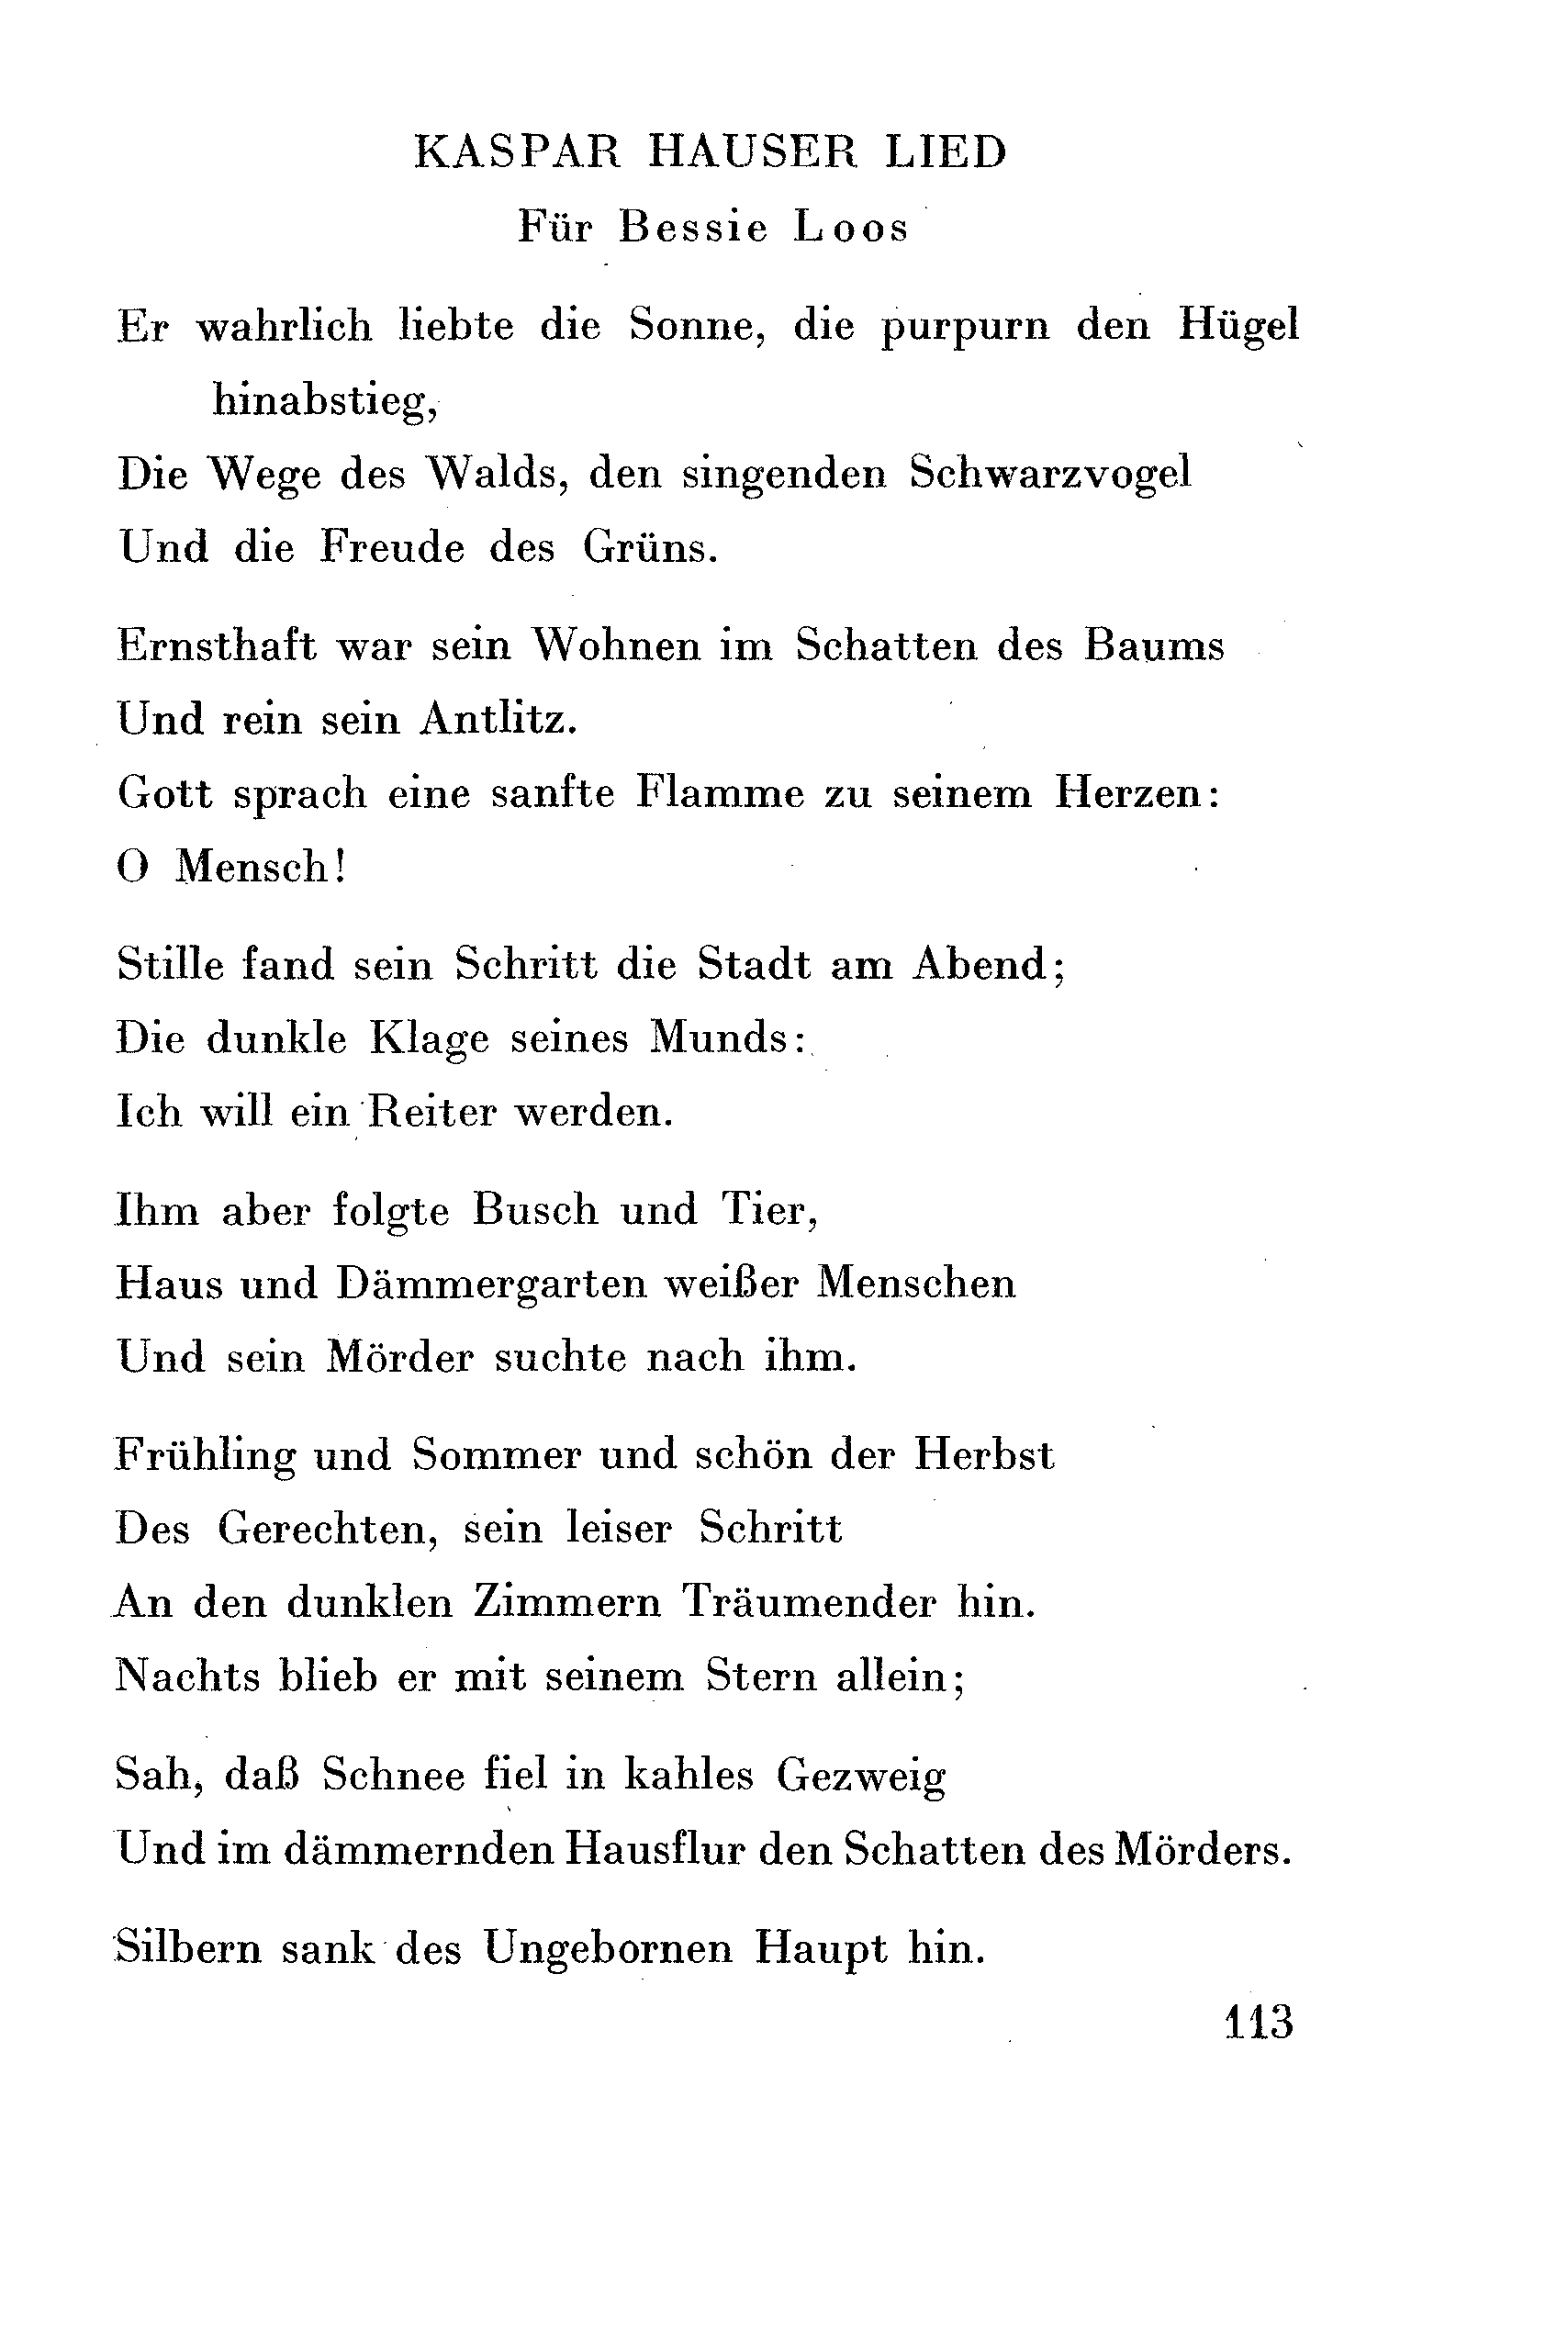 KASPAR HAUSER LIED
Für Bessie Loos
Er wahrlich liebte die Sonne, die purpurn den Hügel
hinabstieg,
Die Wege des Walds, den singenden Schwarzvogel
Und die Freude des Grüns.
Ernsthaft war sein Wohnen im Schatten des Baums
Und rein sein Antlitz.
Gott sprach eine sanfte Flamme zu seinem Herzen:
O Mensch!
Stille fand sein Schritt die Stadt am Abend;
Die dunkle Klage seines Munds:
Ich will ein Reiter werden.
Ihm aber folgte Busch und Tier,
Haus und Dämmergarten weißer Menschen
Und sein Mörder suchte nach ihm.
Frühling und Sommer und schön der Herbst
Des Gerechten, sein leiser Schritt
An den dunklen Zimmern Träumender hin.
Nachts blieb er mit seinem Stern allein;
Sah, daß Schnee fiel in kahles Gezweig
Und im dämmernden Hausflur den Schatten des Mörders.
Silbern sank des Ungebornen Haupt hin.
113